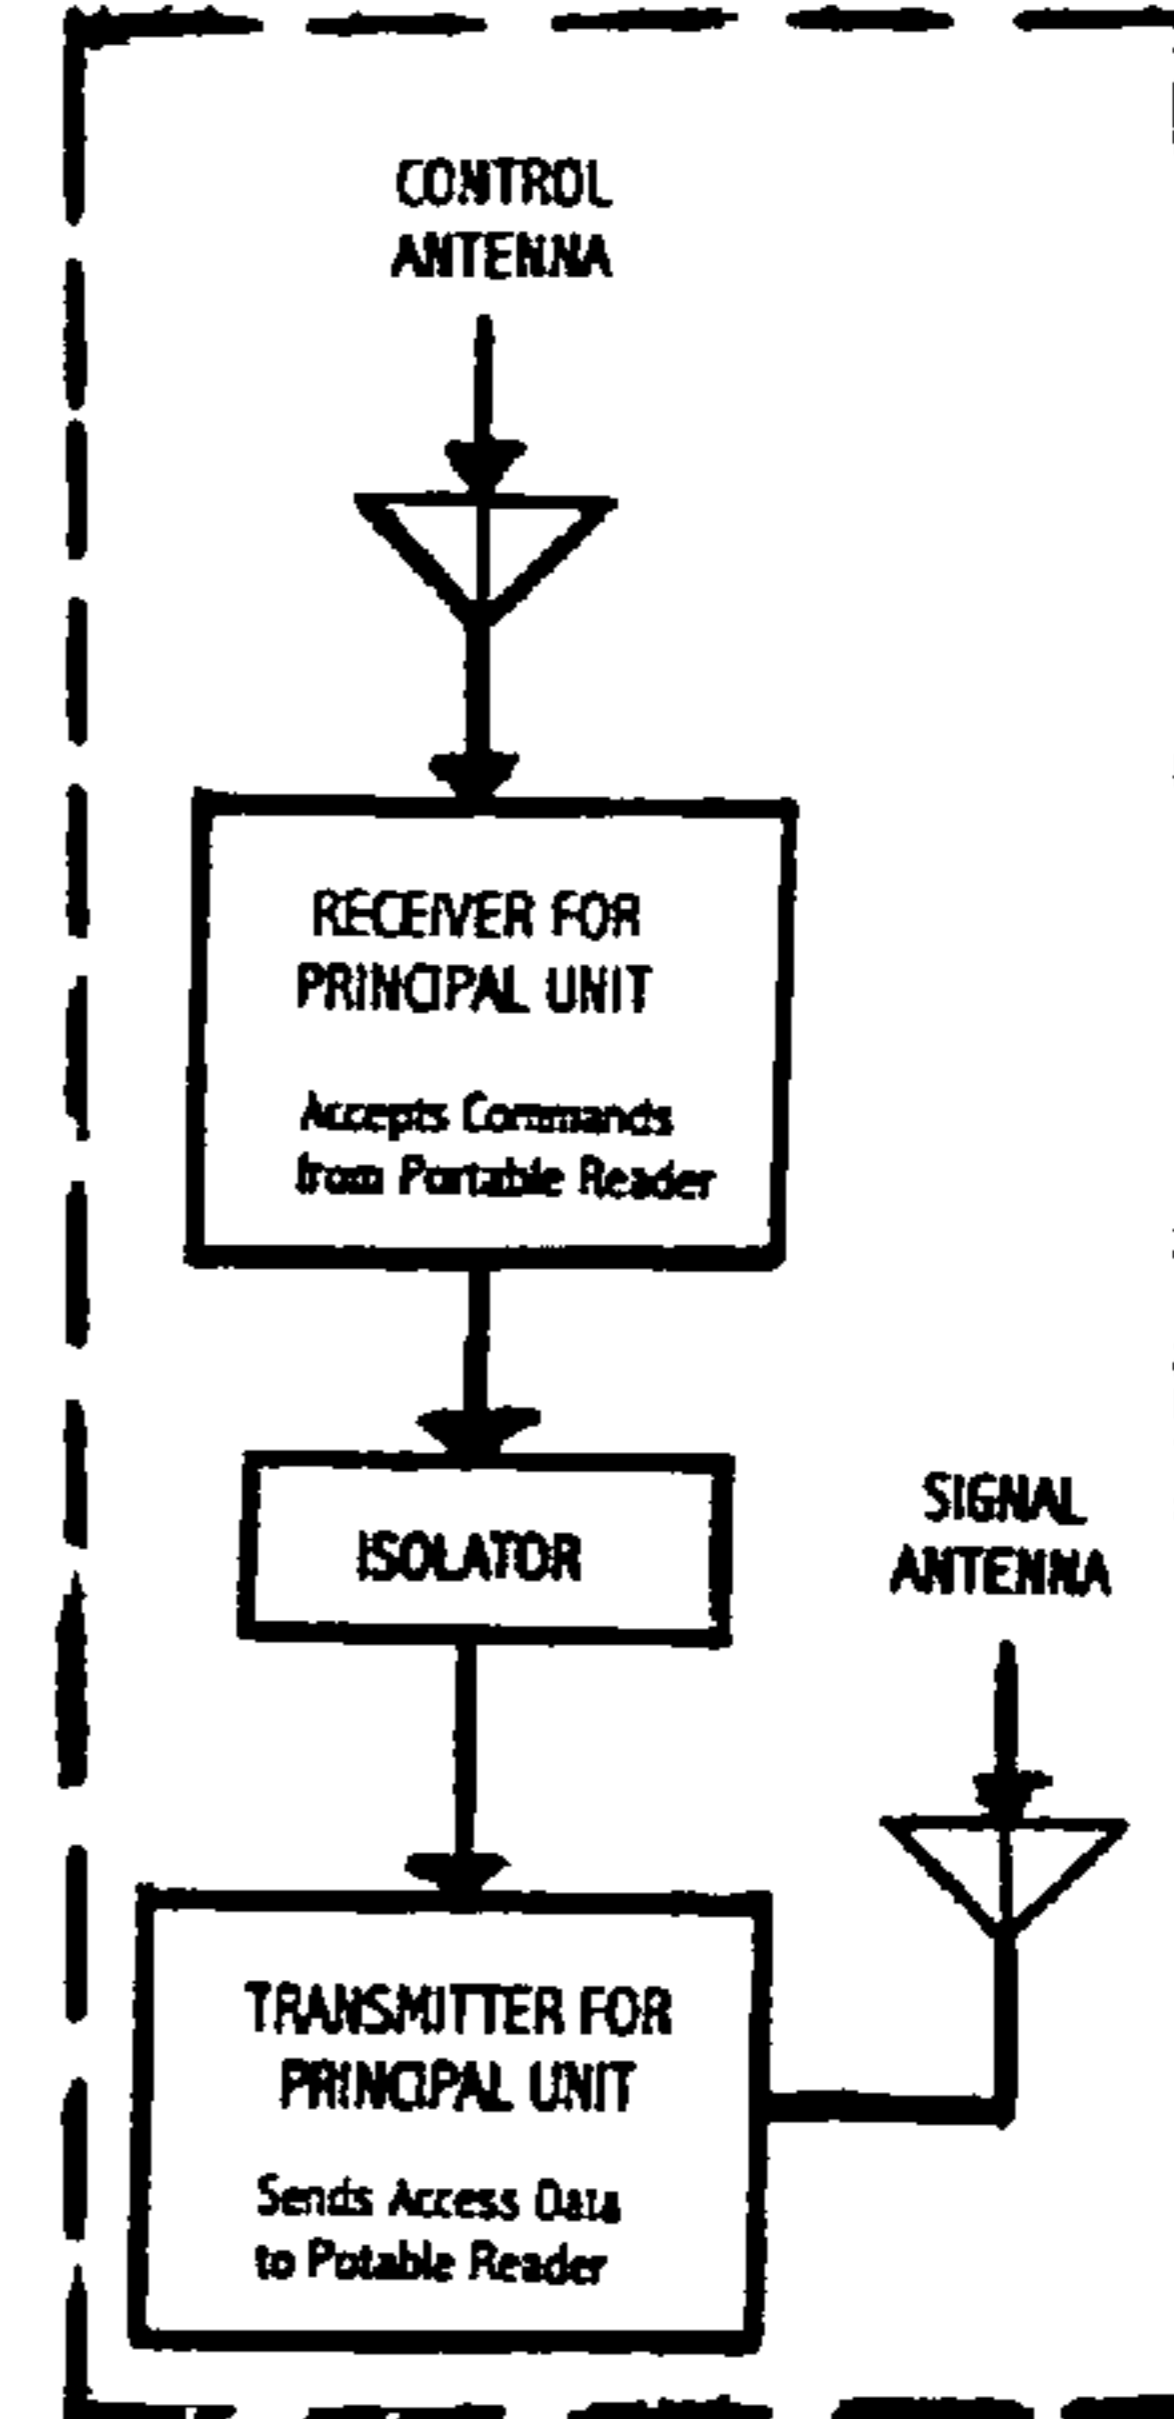 CONTROL
ANTENNA
RECEIVER FOR
PRINCIPAL UNIT
Accepts Commands
from Portable Reader
ISOLATOR
SIGNAL
ANTENNA
TRANSMITTER FOR
PRINCIPAL UNIT
Sends Access Data
to Potable Reader